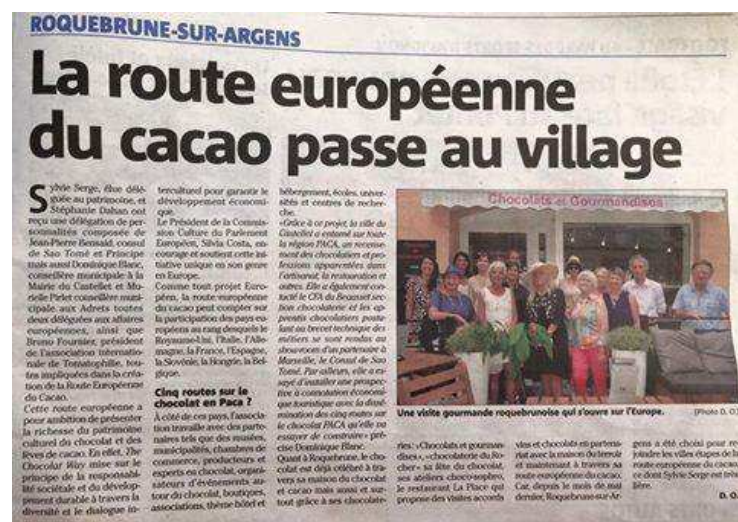 ROQUEBRUNE-SUR-ARGENS
La route européenne
du cacao passe au village
Sylvie Serge, élue délé-
guée au patrimoine, et
Stéphanie Dahan ont
reçu une délégation de per-
sonnalités composée de
Jean-Pierre Bensaïd, consul
de Sao Tomé et Principe
mais aussi Dominique Blanc,
conseillère municipale à la
Mairie du Castellet et Mu-
rielle Pirlet conseillère muni-
cipale aux Adrets toutes
deux déléguées aux affaires
européennes, ainsi que
Bruno Fournier, président
de l'association internatio-
nale de Tomatophilie, tou-
tes impliquées dans la créa-
tion de la Route Européenne
du Cacao.
Cette route européenne a
pour ambition de présenter
la richesse du patrimoine
culturel du chocolat et des
fèves de cacao. En effet, The
Chocolat Way mise sur le
principe de la responsabi-
lité sociétale et du dévelop-
pement durable à travers la
diversité et le dialogue in-
terculturel pour garantir le
développement économi-
que.
Le Président de la Commis-
sion Culture du Parlement
Européen, Silvia Costa, en-
courage et soutient cette ini-
tiative unique en son genre
en Europe.
Comme tout projet Euro-
péen, la route européenne
du cacao peut compter sur
la participation des pays eu-
ropéens au rang desquels le
Royaume-Uni, l'Italie, l'Alle-
magne, la France, l'Espagne,
la Slovénie, la Hongrie, la Bel-
gique.
Cinq routes sur le
chocolat en Paca ?
À côté de ces pays, l'associa-
tion travaille avec des parte-
naires tels que des musées,
municipalités, chambres de
commerce, producteurs et
experts en chocolat, organi-
sateurs d'événements au-
tour du chocolat, boutiques,
associations, thème hôtel et
hébergement, écoles, univer-
sités et centres de recher-
che.
«Grâce à ce projet, la ville du
Castellet a entamé sur toute
la région PACA, un recense-
ment des chocolatiers et pro-
fessions apparentées dans
l'artisanat, la restauration et
autres. Elle a également con-
tacté le CFA du Beausset sec-
tion chocolaterie et les ap-
prentis chocolatiers postu-
lant au brevet technique des
métiers se sont rendus au
show-room d'un partenaire à
Marseille, le Consul de Sao
Tomé. Par ailleurs, elle a es-
sayé d'installer une prospec-
tive à connotation économi-
que touristique avec la dissé-
mination des cinq routes sur
le chocolat PACA qu'elle va
essayer de construire» pré-
cise Dominique Blanc.
Quant à Roquebrune, le cho-
colat est déjà célébré à tra-
vers sa maison du chocolat
et cacao mais aussi et sur-
tout grâce à ses chocolate-
Chocolats et Gourmandises
Une visite gourmande roquebrunoise qui s'ouvre sur l'Europe.
(Photo D. O.)
ries: «Chocolats et gourman-
dises», «chocolaterie du Ro-
cher» sa fête du chocolat,
ses ateliers choco-saphro,
le restaurant La Place qui
propose des visites accords
vins et chocolats en partena-
riat avec la maison du terroir
et maintenant à travers sa
route européenne du cacao.
Car, depuis le mois de mai
dernier, Roquebrune-sur-Ar-
gens a été choisi pour re-
joindre les villes étapes de la
route européenne du cacao,
ce dont Sylvie Serge est très
fière.
D. O.